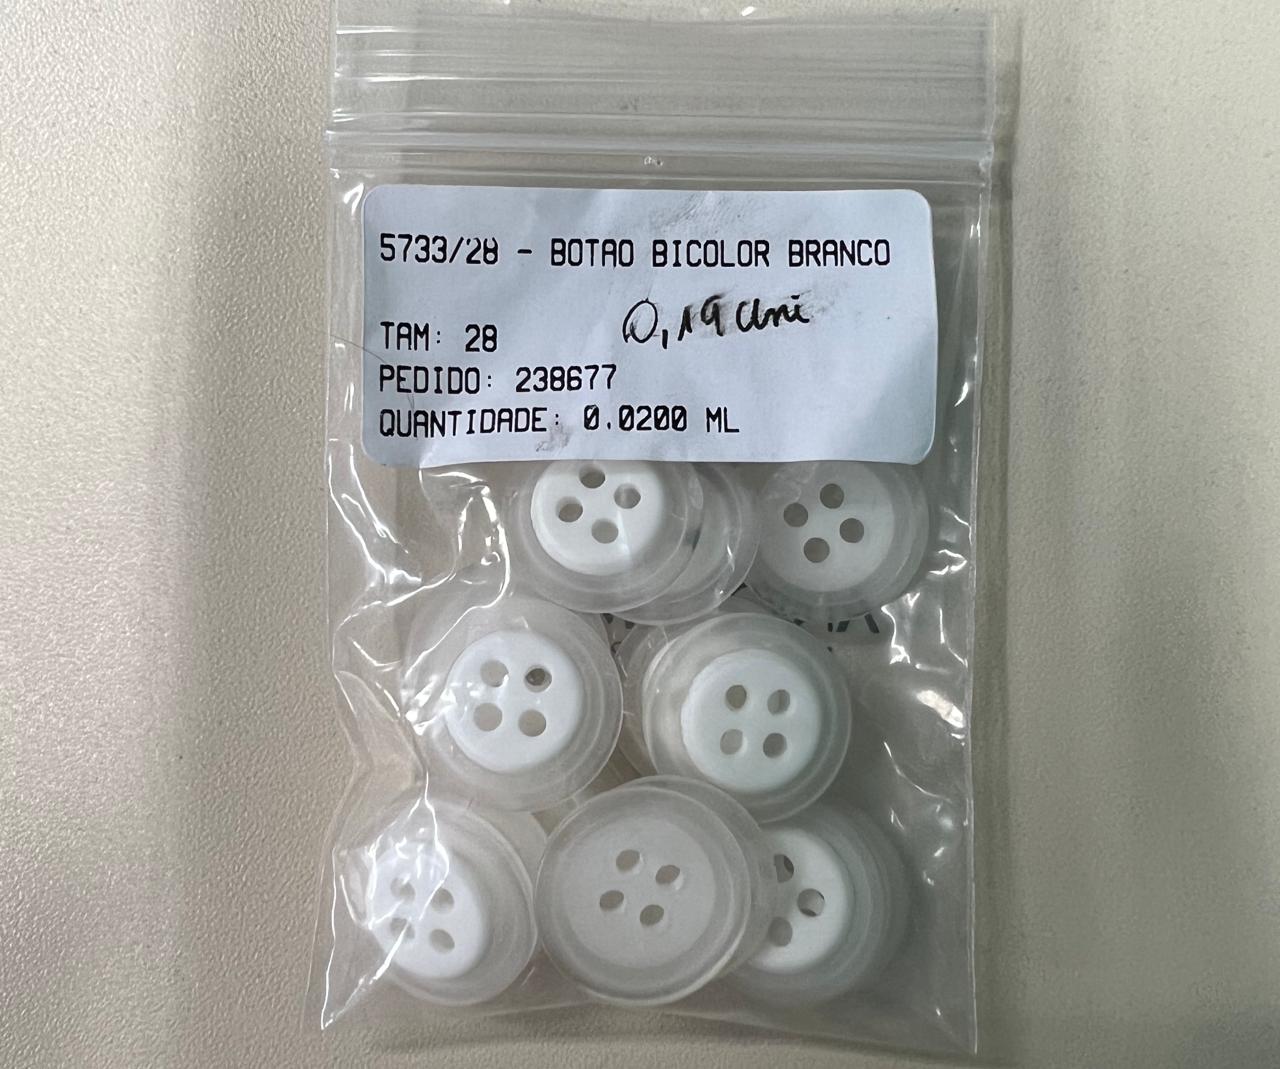 5733/28 - BOTAO BICOLOR BRANCO
0,19 uni
TAM: 28
PEDIDO: 238677
QUANTIDADE: 0.0200 ML